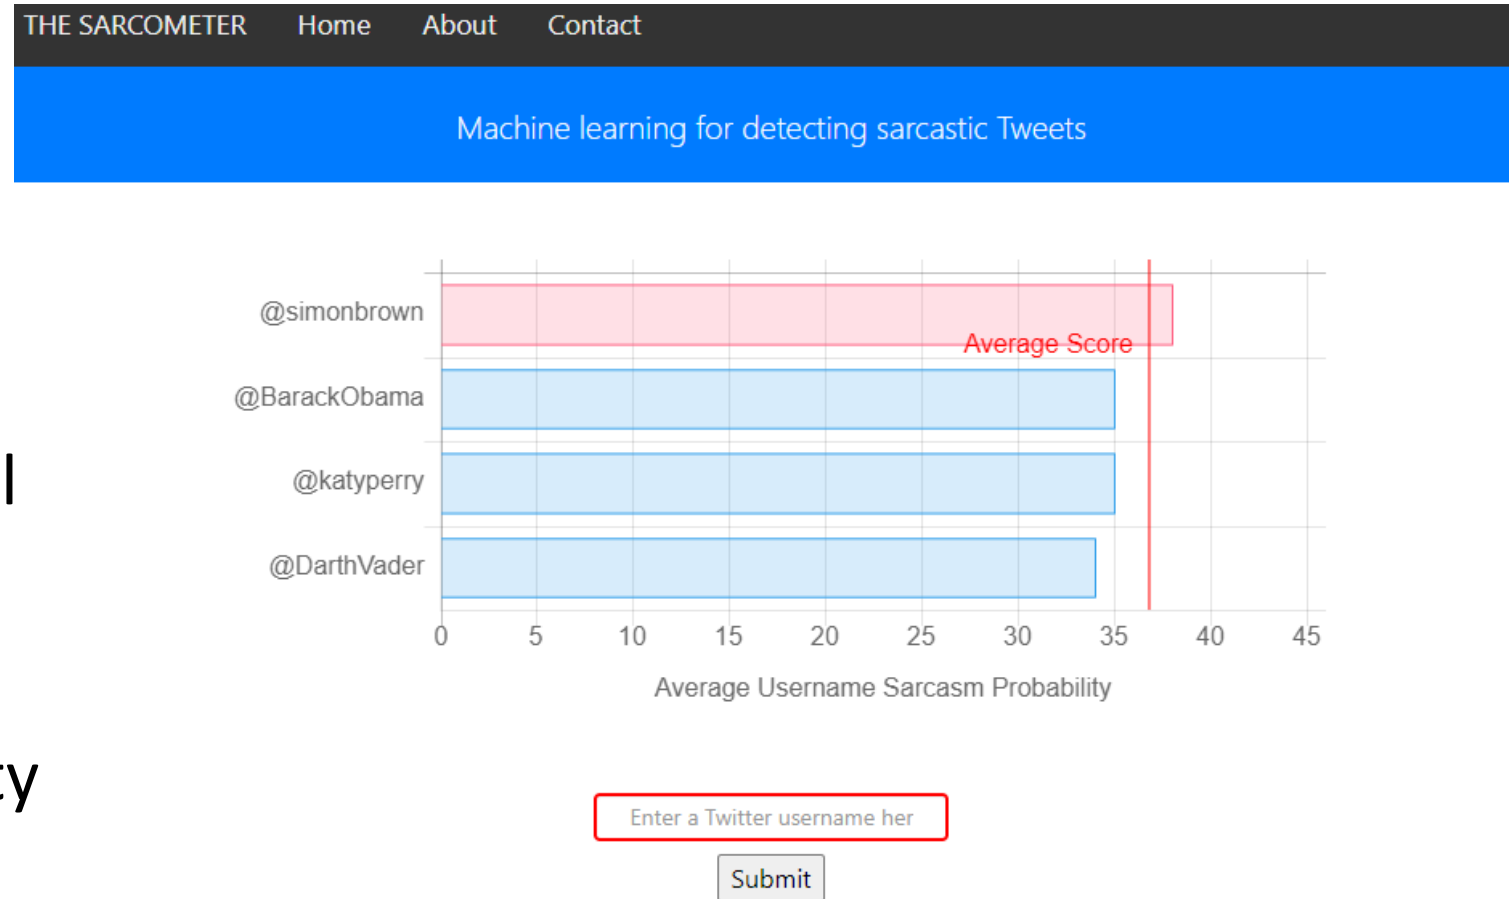 THE SARCOMETER Home About Contact
Machine learning for detecting sarcastic Tweets
@simonbrown
Average Score
@BarackObama
@katyperry
l
@DarthVader
0 5 10 15 20 25 30 35 40 45
Average Username Sarcasm Probability
ty
Enter a Twitter username her
Submit